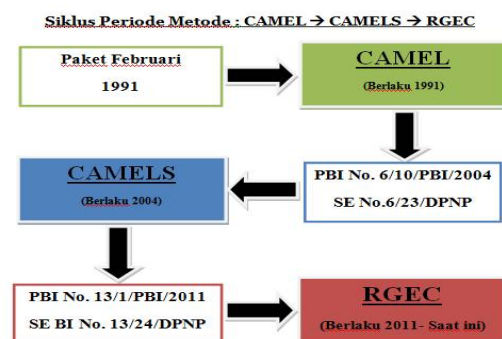 Siklus Periode Metode : CAMEL → CAMELS → RGEC
Paket Februari
1991
CAMEL
(Berlaku 1991)
PBI No. 6/10/PBI/2004
SE No.6/23/DPNP
CAMELS
(Berlaku 2004)
PBI No. 13/1/PBI/2011
SE BI No. 13/24/DPNP
RGEC
(Berlaku 2011- Saat ini)